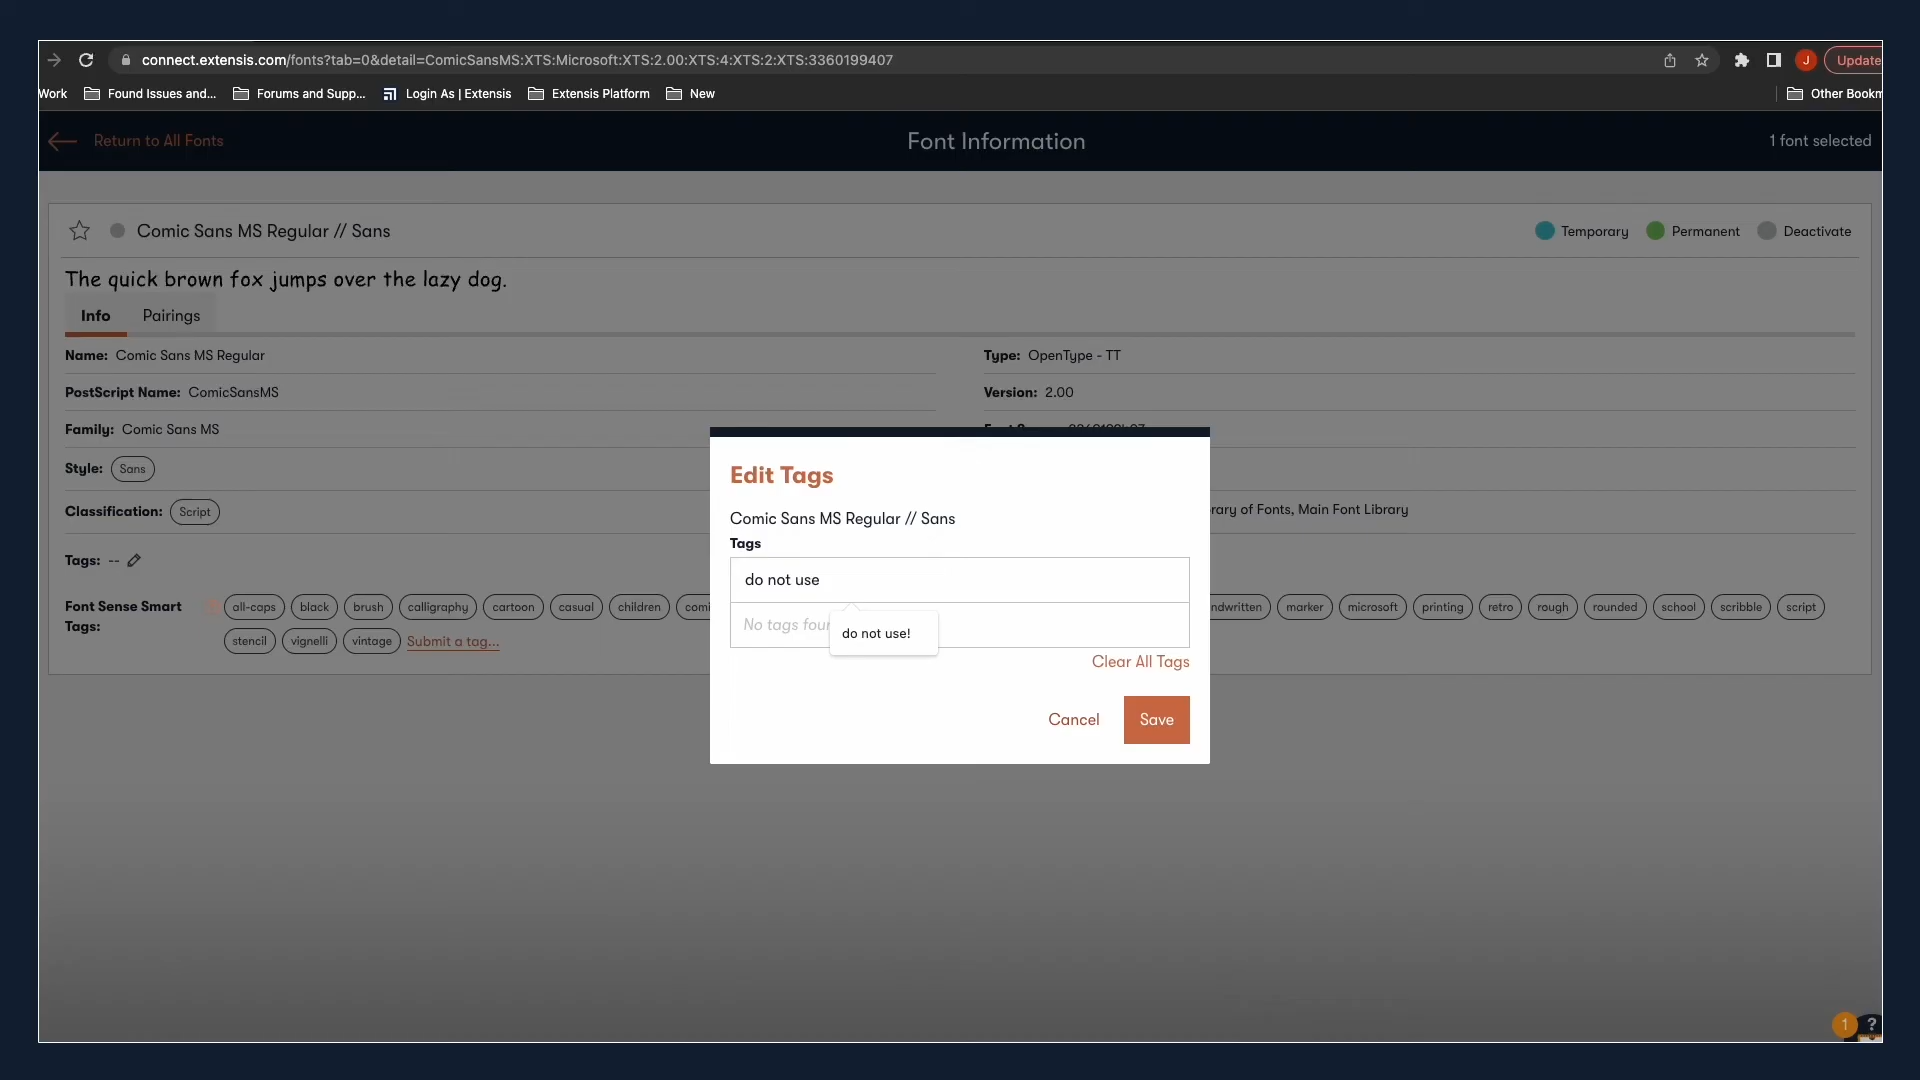 connect.extensis.com/fonts?tab=0&detail=ComicSansMS:XTS:Microsoft:XTS:2.00:XTS:4:XTS:2:XTS:3360199407
J
Update
Work
Found Issues and...
Forums and Supp...
Login As | Extensis
Extensis Platform
New
Other Bookm
Return to All Fonts
Font Information
1 font selected
Comic Sans MS Regular // Sans
Temporary
Permanent
Deactivate
The quick brown fox jumps over the lazy dog.
Info
Pairings
Name: Comic Sans MS Regular
Type: OpenType - TT
PostScript Name: ComicSansMS
Version: 2.00
Family: Comic Sans MS
Style: Sans
Classification: Script
rary of Fonts, Main Font Library
Tags: --
Font Sense Smart
Tags:
all-caps
black
brush
calligraphy
cartoon
casual
children
comi
ndwritten
marker
microsoft
printing
retro
rough
rounded
school
scribble
script
stencil
vignelli
vintage
Submit a tag...
Edit Tags
Comic Sans MS Regular // Sans
Tags
do not use
No tags foun
do not use!
Clear All Tags
Cancel
Save
1
?